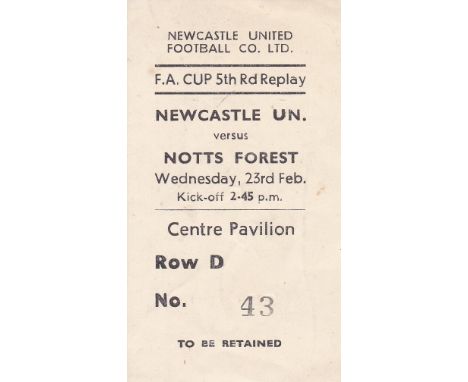 NEWCASTLE UNITED
FOOTBALL CO. LTD.
F.A. CUP 5th Rd Replay
NEWCASTLE UN.
versus
NOTTS FOREST
Wednesday, 23rd Feb.
Kick-off 2-45 p.m.
Centre Pavilion
Row D
No. 43
TO BE RETAINED